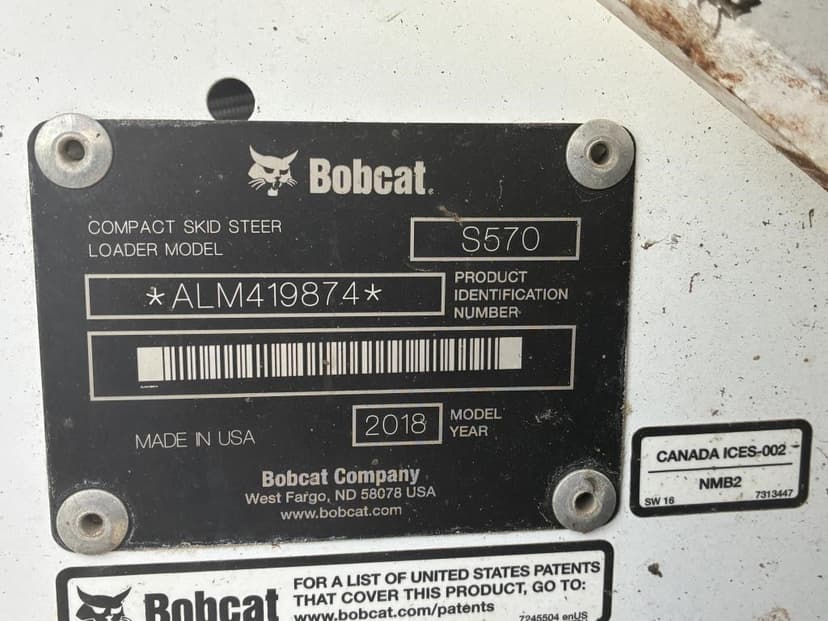 Bobcat®
COMPACT SKID STEER
LOADER MODEL
S570
*ALM419874*
PRODUCT
IDENTIFICATION
NUMBER
MADE IN USA
2018
MODEL
YEAR
Bobcat Company
West Fargo, ND 58078 USA
www.bobcat.com
CANADA ICES-002
NMB2
SW 16
7313447
Bobcat
FOR A LIST OF UNITED STATES PATENTS
THAT COVER THIS PRODUCT, GO TO:
www.bobcat.com/patents
7245504 enUS